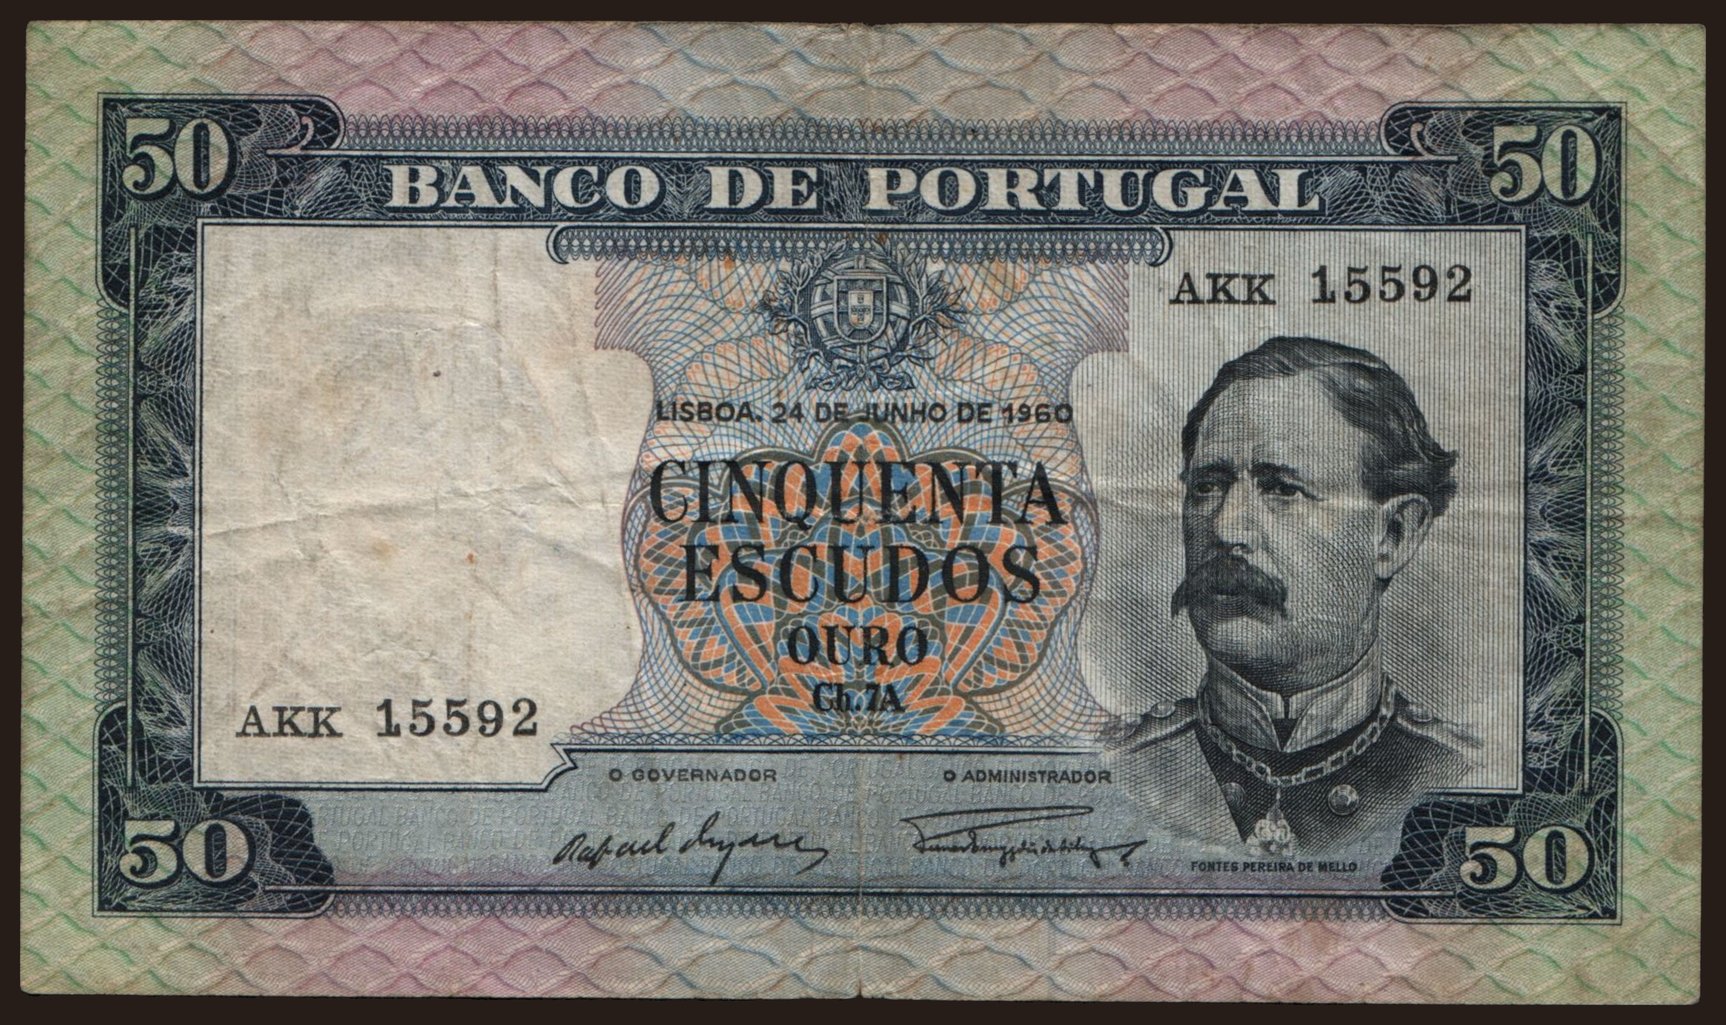 50
50
BANCO DE PORTUGAL
AKK 15592
LISBOA, 24 DE JUNHO DE 1960
CINQUENTA
ESCUDOS
OURO
Ch.7A
AKK 15592
O GOVERNADOR
O ADMINISTRADOR
Rafael
FONTES PEREIRA DE MELLO
50
50